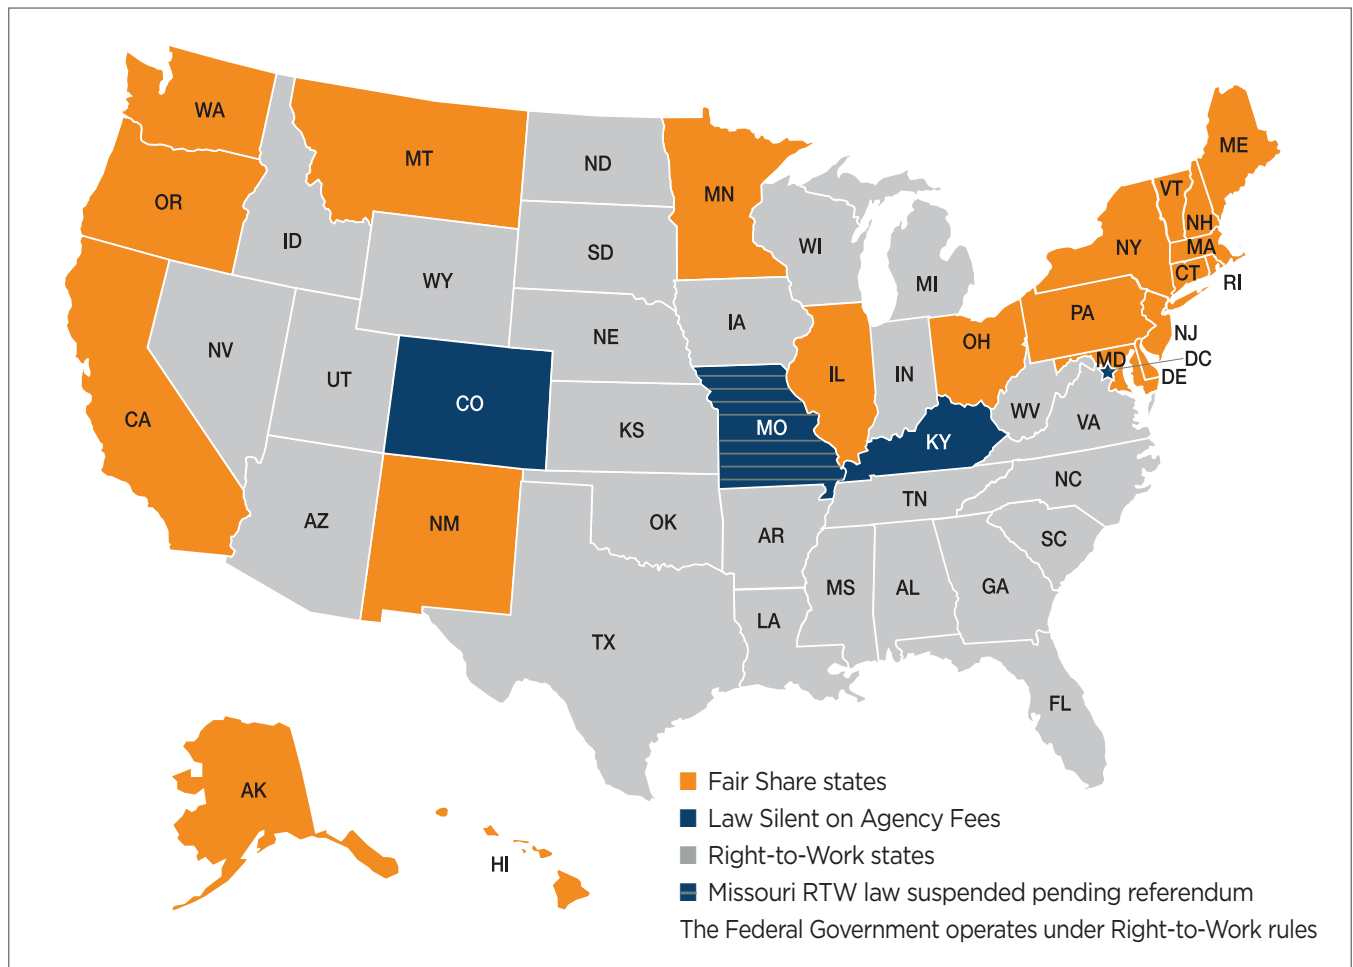 WA
MT
ND
MN
ME
VT
OR
ID
SD
WI
NH
NY
MA
WY
MI
CT
RI
NE
IA
PA
NV
UT
OH
NJ
IL
IN
MD
DC
DE
CA
CO
KS
MO
KY
WV
VA
NC
AZ
NM
OK
TN
AR
SC
MS
AL
GA
LA
TX
FL
AK
HI
Fair Share states
Law Silent on Agency Fees
Right-to-Work states
Missouri RTW law suspended pending referendum
The Federal Government operates under Right-to-Work rules